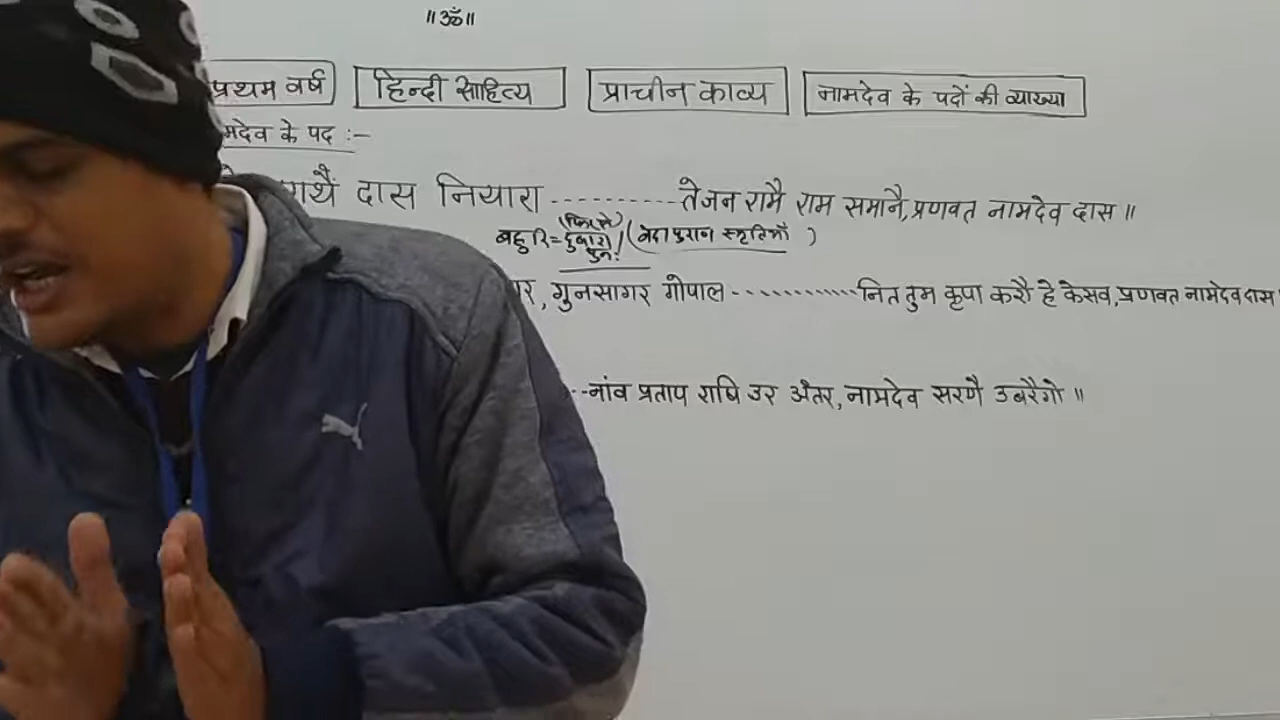 ॥ ॐ ॥
प्रथम वर्ष हिन्दी साहित्य प्राचीन काव्य नामदेव के पदों की व्याख्या
मदेव के पद :-
दास नियारा ---------- तेजन रामै राम समानै, प्रणवत नामदेव दास ॥
(फिर से)
बहुरि = दुबारा / (वेद पुराण स्मृतियाँ )
पुनः
र, गुनसागर गोपाल ------------ नित तुम कृपा करौ हे केसव, प्रणवत नामदेव दास
-- नांव प्रताप राषि उर अंतर, नामदेव सरणै उबरैगो ॥